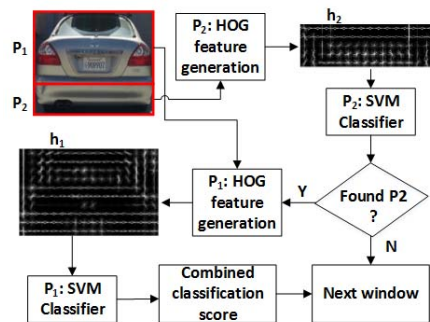 P₁
P₂
P₂: HOG
feature
generation
h₂
P₂: SVM
Classifier
Found P2
?
Y
N
P₁: HOG
feature
generation
h₁
P₁: SVM
Classifier
Combined
classification
score
Next window